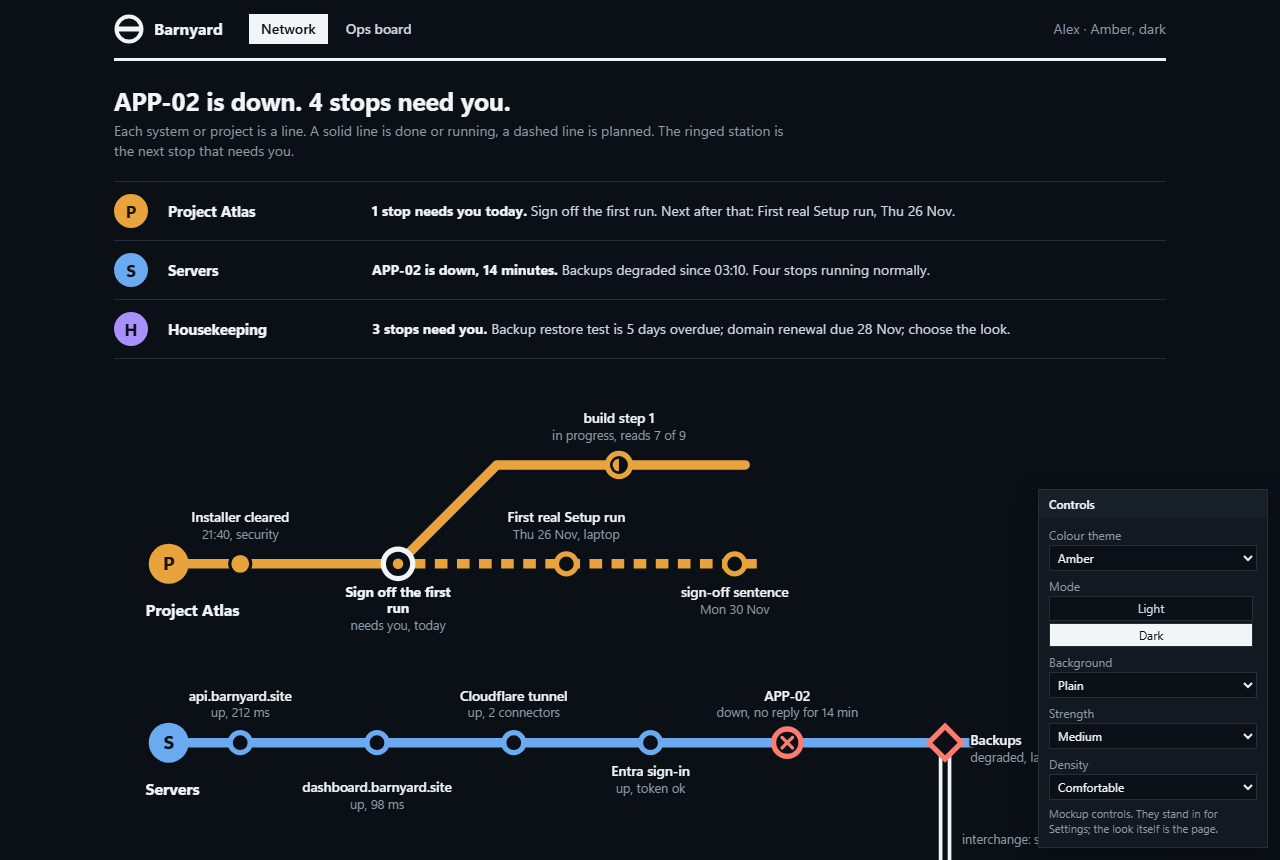 Barnyard
Network
Ops board
Alex · Amber, dark
APP-02 is down. 4 stops need you.
Each system or project is a line. A solid line is done or running, a dashed line is planned. The ringed station is
the next stop that needs you.
P
Project Atlas
1 stop needs you today. Sign off the first run. Next after that: First real Setup run, Thu 26 Nov.
S
Servers
APP-02 is down, 14 minutes. Backups degraded since 03:10. Four stops running normally.
H
Housekeeping
3 stops need you. Backup restore test is 5 days overdue; domain renewal due 28 Nov; choose the look.
build step 1
in progress, reads 7 of 9
Installer cleared
21:40, security
First real Setup run
Thu 26 Nov, laptop
P
Project Atlas
Sign off the first
run
needs you, today
sign-off sentence
Mon 30 Nov
api.barnyard.site
up, 212 ms
Cloudflare tunnel
up, 2 connectors
APP-02
down, no reply for 14 min
S
Servers
dashboard.barnyard.site
up, 98 ms
Entra sign-in
up, token ok
Backups
degraded, la
interchange: s
Controls
Colour theme
Amber
Mode
Light
Dark
Background
Plain
Strength
Medium
Density
Comfortable
Mockup controls. They stand in for
Settings; the look itself is the page.